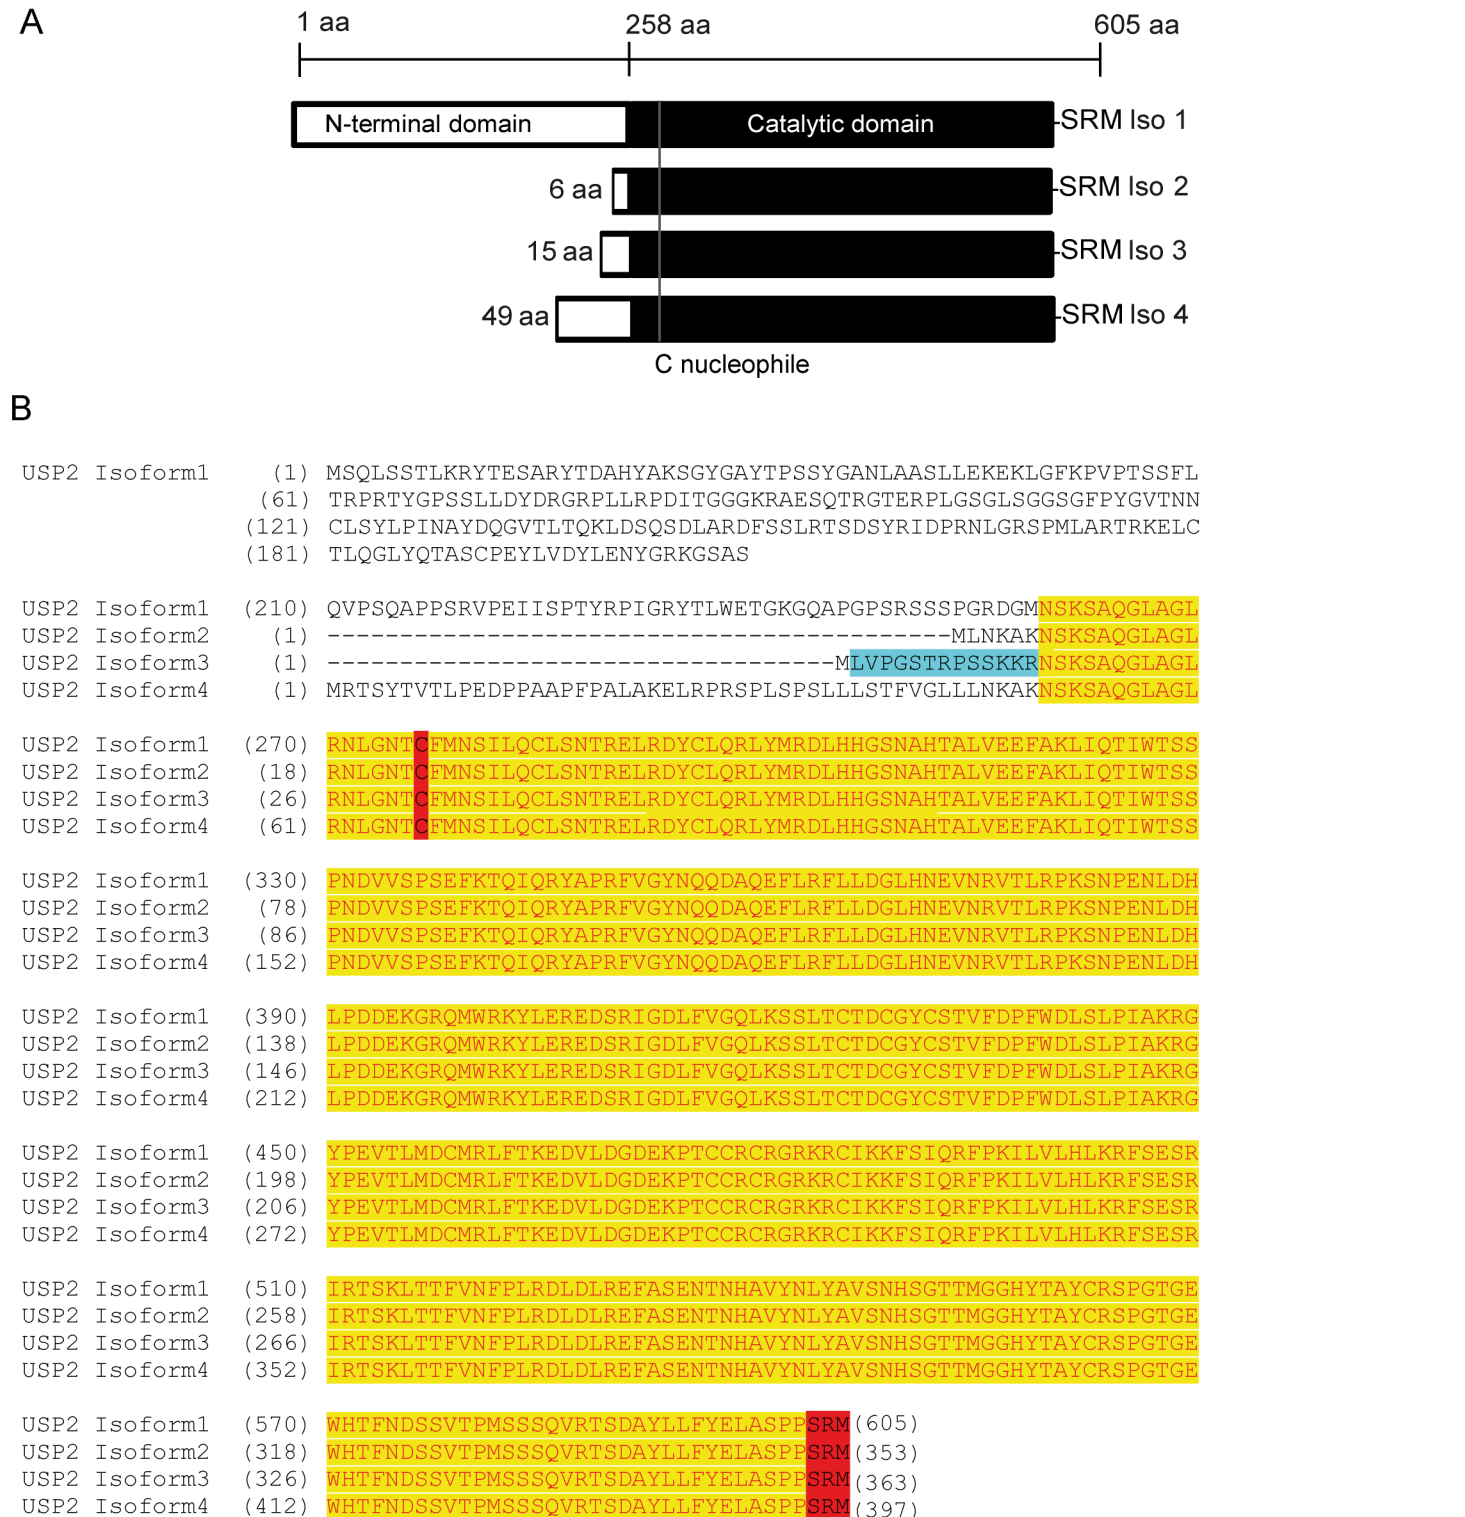 A
1 aa 258 aa 605 aa
N-terminal domain Catalytic domain -SRM Iso 1
6 aa -SRM Iso 2
15 aa -SRM Iso 3
49 aa -SRM Iso 4
C nucleophile
B
USP2 Isoform1 (1) MSQLSSTLKRYTESARYTDAHYAKSGYGAYTPSSYGANLAASLLEKEKLGFKPVPTSSFL
(61) TRPRTYGPSSLLDYDRGRPLLRPDITGGGKRAESQTRGTERPLGSGLSGGSGFPYGVTNN
(121) CLSYLPINAYDQGVTLTQKLDSQSDLARDFSSLRTSDSYRIDPRNLGRSPMLARTRKELC
(181) TLQGLYQTASCPEYLVDYLENYGRKGSAS
USP2 Isoform1 (210) QVPSQAPPSRVPEIISPTYRPIGRYTLWETGKGQAPGPSRSSSPGRDGMNSKSAQGLAGL
USP2 Isoform2 (1) -------------------------------------------MLNKAKNSKSAQGLAGL
USP2 Isoform3 (1) -----------------------------------MLVPGSTRPSSKKRNSKSAQGLAGL
USP2 Isoform4 (1) MRTSYTVTLPEDPPAAPFPALAKELRPRSPLSPSLLLSTFVGLLLNKAKNSKSAQGLAGL
USP2 Isoform1 (270) RNLGNTCFMNSILQCLSNTRELRDYCLQRLYMRDLHHGSNAHTALVEEFAKLIQTIWTSS
USP2 Isoform2 (18) RNLGNTCFMNSILQCLSNTRELRDYCLQRLYMRDLHHGSNAHTALVEEFAKLIQTIWTSS
USP2 Isoform3 (26) RNLGNTCFMNSILQCLSNTRELRDYCLQRLYMRDLHHGSNAHTALVEEFAKLIQTIWTSS
USP2 Isoform4 (61) RNLGNTCFMNSILQCLSNTRELRDYCLQRLYMRDLHHGSNAHTALVEEFAKLIQTIWTSS
USP2 Isoform1 (330) PNDVVSPSEFKTQIQRYAPRFVGYNQQDAQEFLRFLLDGLHNEVNRVTLRPKSNPENLDH
USP2 Isoform2 (78) PNDVVSPSEFKTQIQRYAPRFVGYNQQDAQEFLRFLLDGLHNEVNRVTLRPKSNPENLDH
USP2 Isoform3 (86) PNDVVSPSEFKTQIQRYAPRFVGYNQQDAQEFLRFLLDGLHNEVNRVTLRPKSNPENLDH
USP2 Isoform4 (152) PNDVVSPSEFKTQIQRYAPRFVGYNQQDAQEFLRFLLDGLHNEVNRVTLRPKSNPENLDH
USP2 Isoform1 (390) LPDDEKGRQMWRKYLEREDSRIGDLFVGQLKSSLTCTDCGYCSTVFDPFWDLSLPIAKRG
USP2 Isoform2 (138) LPDDEKGRQMWRKYLEREDSRIGDLFVGQLKSSLTCTDCGYCSTVFDPFWDLSLPIAKRG
USP2 Isoform3 (146) LPDDEKGRQMWRKYLEREDSRIGDLFVGQLKSSLTCTDCGYCSTVFDPFWDLSLPIAKRG
USP2 Isoform4 (212) LPDDEKGRQMWRKYLEREDSRIGDLFVGQLKSSLTCTDCGYCSTVFDPFWDLSLPIAKRG
USP2 Isoform1 (450) YPEVTLMDCMRLFTKEDVLDGDEKPTCCRCRGRKRCIKKFSIQRFPKILVLHLKRFSESR
USP2 Isoform2 (198) YPEVTLMDCMRLFTKEDVLDGDEKPTCCRCRGRKRCIKKFSIQRFPKILVLHLKRFSESR
USP2 Isoform3 (206) YPEVTLMDCMRLFTKEDVLDGDEKPTCCRCRGRKRCIKKFSIQRFPKILVLHLKRFSESR
USP2 Isoform4 (272) YPEVTLMDCMRLFTKEDVLDGDEKPTCCRCRGRKRCIKKFSIQRFPKILVLHLKRFSESR
USP2 Isoform1 (510) IRTSKLTTFVNFPLRDLDLREFASENTNHAVYNLYAVSNHSGTTMGGHYTAYCRSPGTGE
USP2 Isoform2 (258) IRTSKLTTFVNFPLRDLDLREFASENTNHAVYNLYAVSNHSGTTMGGHYTAYCRSPGTGE
USP2 Isoform3 (266) IRTSKLTTFVNFPLRDLDLREFASENTNHAVYNLYAVSNHSGTTMGGHYTAYCRSPGTGE
USP2 Isoform4 (352) IRTSKLTTFVNFPLRDLDLREFASENTNHAVYNLYAVSNHSGTTMGGHYTAYCRSPGTGE
USP2 Isoform1 (570) WHTFNDSSVTPMSSSQVRTSDAYLLFYELASPPSRM(605)
USP2 Isoform2 (318) WHTFNDSSVTPMSSSQVRTSDAYLLFYELASPPSRM(353)
USP2 Isoform3 (326) WHTFNDSSVTPMSSSQVRTSDAYLLFYELASPPSRM(363)
USP2 Isoform4 (412) WHTFNDSSVTPMSSSQVRTSDAYLLFYELASPPSRM(397)